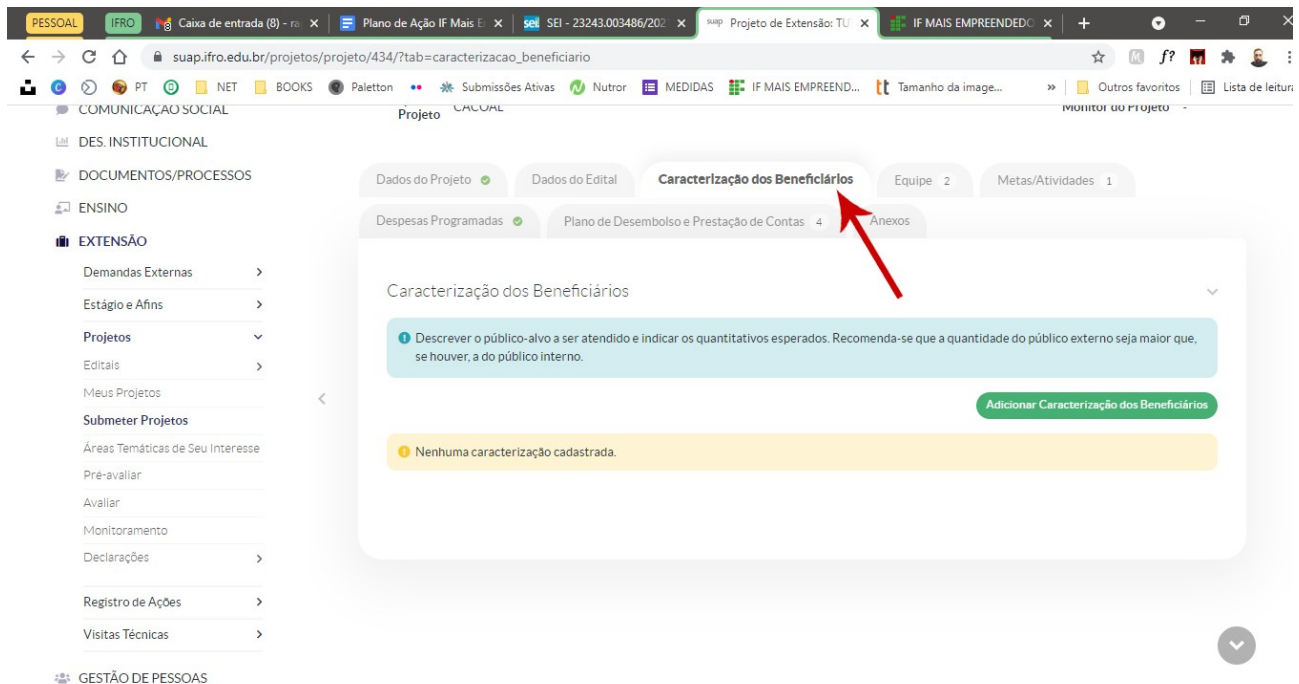 PESSOAL IFRO Caixa de entrada (8) - ra Plano de Ação IF Mais E SEI - 23243.003486/202 suap Projeto de Extensão: TU IF MAIS EMPREENDEDO
suap.ifro.edu.br/projetos/projeto/434/?tab=caracterizacao_beneficiario f?
PT NET BOOKS Paletton Submissões Ativas Nutror MEDIDAS IF MAIS EMPREEND... Tamanho da image... » Outros favoritos Lista de leitura
COMUNICAÇÃO SOCIAL
Projeto CACOAL Monitor do Projeto -
DES. INSTITUCIONAL
DOCUMENTOS/PROCESSOS
ENSINO
EXTENSÃO
Demandas Externas
Estágio e Afins
Projetos
Editais
Meus Projetos
Submeter Projetos
Áreas Temáticas de Seu Interesse
Pré-avaliar
Avaliar
Monitoramento
Declarações
Registro de Ações
Visitas Técnicas
GESTÃO DE PESSOAS
Dados do Projeto Dados do Edital Caracterização dos Beneficiários Equipe 2 Metas/Atividades 1
Despesas Programadas Plano de Desembolso e Prestação de Contas 4 Anexos
Caracterização dos Beneficiários
Descrever o público-alvo a ser atendido e indicar os quantitativos esperados. Recomenda-se que a quantidade do público externo seja maior que,
se houver, a do público interno.
Adicionar Caracterização dos Beneficiários
Nenhuma caracterização cadastrada.